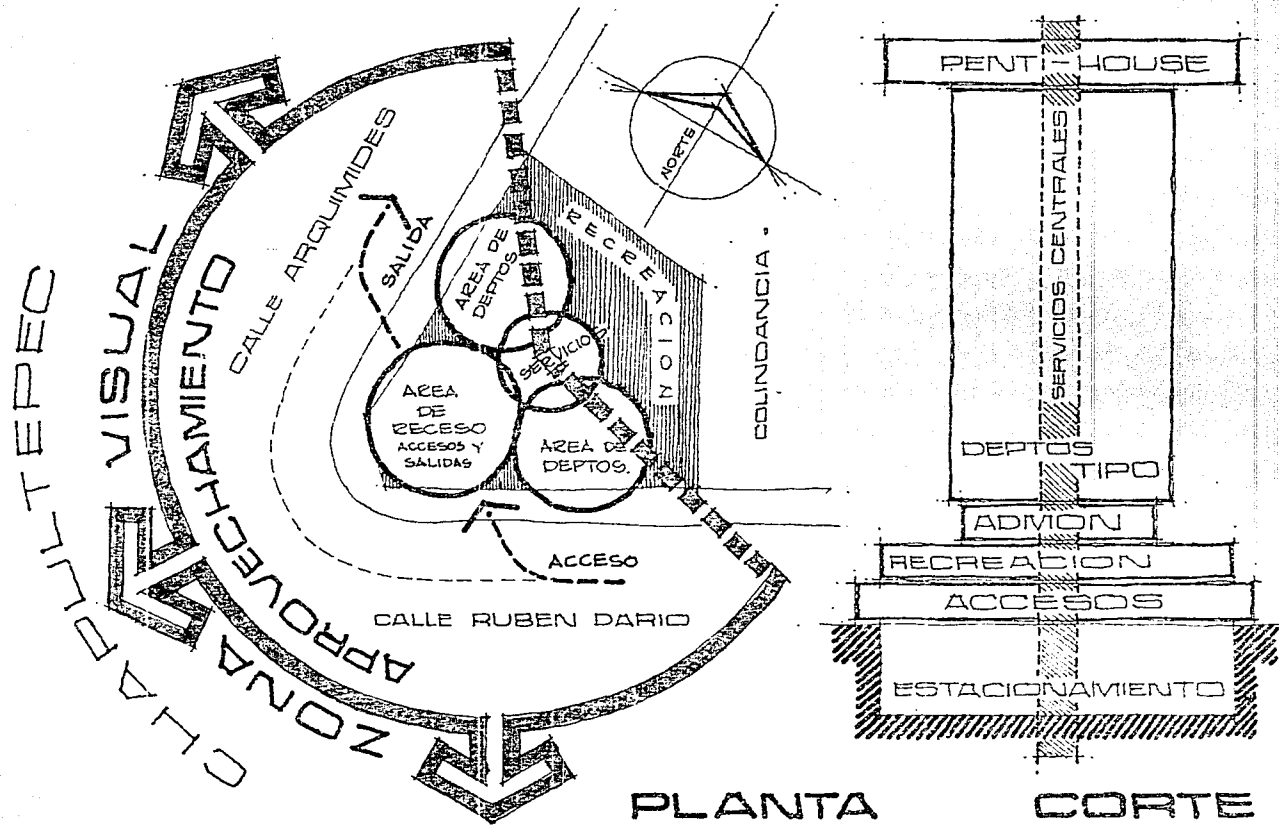 CHAPULTEPEC
ZONA VISUAL
APROVECHAMIENTO
CALLE ARQUIMIDES
SALIDA
NORTE
RECREACION
COLINDANCIA
AREA DE
DEPTOS.
SERVICIO
AREA
DE
RECESO
ACCESOS Y
SALIDAS
AREA DE
DEPTOS.
ACCESO
CALLE RUBEN DARIO
PLANTA
PENT-HOUSE
SERVICIOS CENTRALES
DEPTOS
TIPO
ADMON
RECREACION
ACCESOS
ESTACIONAMIENTO
CORTE